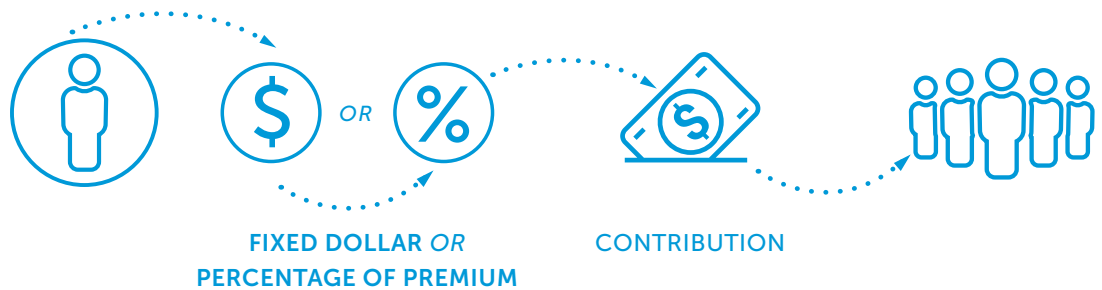 $ OR %
$
FIXED DOLLAR OR
PERCENTAGE OF PREMIUM
CONTRIBUTION